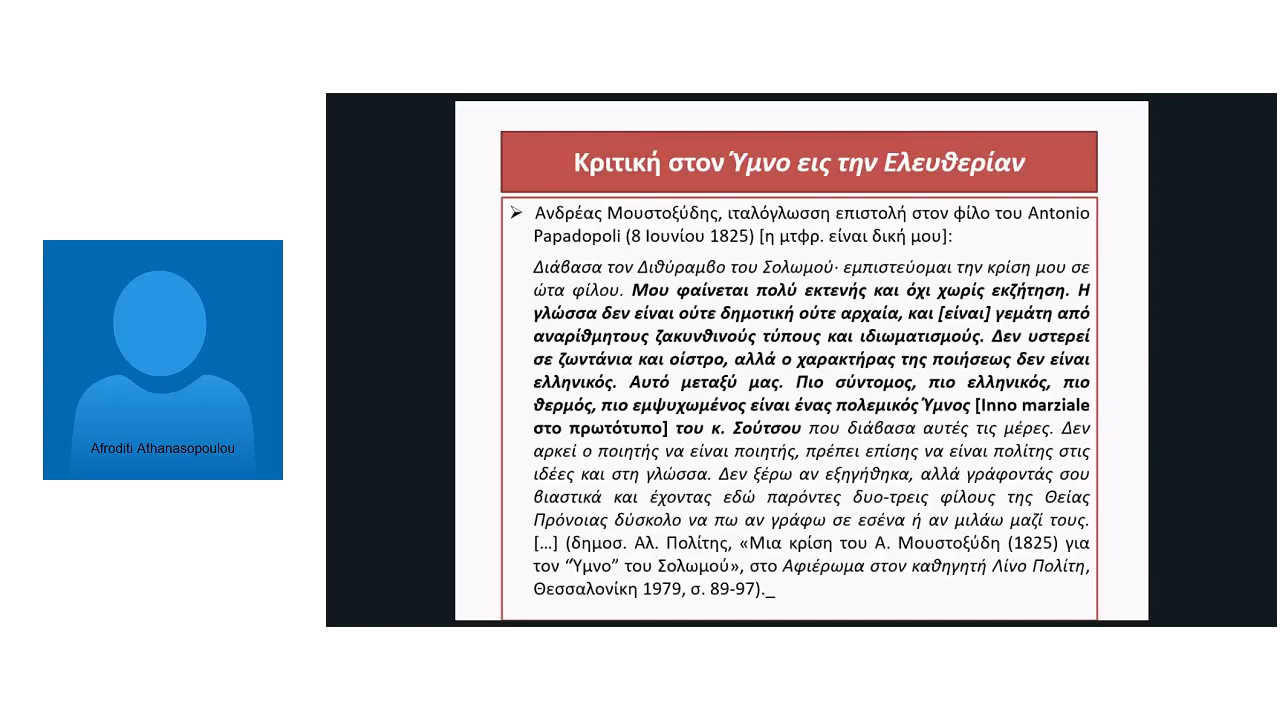 Κριτική στον Ύμνο εις την Ελευθερίαν
➢ Ανδρέας Μουστοξύδης, ιταλόγλωσση επιστολή στον φίλο του Antonio
Papadopoli (8 Ιουνίου 1825) [η μτφρ. είναι δική μου]:
Διάβασα τον Διθύραμβο του Σολωμού· εμπιστεύομαι την κρίση μου σε
ώτα φίλου. Μου φαίνεται πολύ εκτενής και όχι χωρίς εκζήτηση. Η
γλώσσα δεν είναι ούτε δημοτική ούτε αρχαία, και [είναι] γεμάτη από
αναρίθμητους ζακυνθινούς τύπους και ιδιωματισμούς. Δεν υστερεί
σε ζωντάνια και οίστρο, αλλά ο χαρακτήρας της ποιήσεως δεν είναι
ελληνικός. Αυτό μεταξύ μας. Πιο σύντομος, πιο ελληνικός, πιο
θερμός, πιο εμψυχωμένος είναι ένας πολεμικός Ύμνος [Inno marziale
στο πρωτότυπο] του κ. Σούτσου που διάβασα αυτές τις μέρες. Δεν
αρκεί ο ποιητής να είναι ποιητής, πρέπει επίσης να είναι πολίτης στις
ιδέες και στη γλώσσα. Δεν ξέρω αν εξηγήθηκα, αλλά γράφοντάς σου
βιαστικά και έχοντας εδώ παρόντες δυο-τρεις φίλους της Θείας
Πρόνοιας δύσκολο να πω αν γράφω σε εσένα ή αν μιλάω μαζί τους.
[...] (δημοσ. Αλ. Πολίτης, «Μια κρίση του Α. Μουστοξύδη (1825) για
τον “Ύμνο” του Σολωμού», στο Αφιέρωμα στον καθηγητή Λίνο Πολίτη,
Θεσσαλονίκη 1979, σ. 89-97)._
Afroditi Athanasopoulou